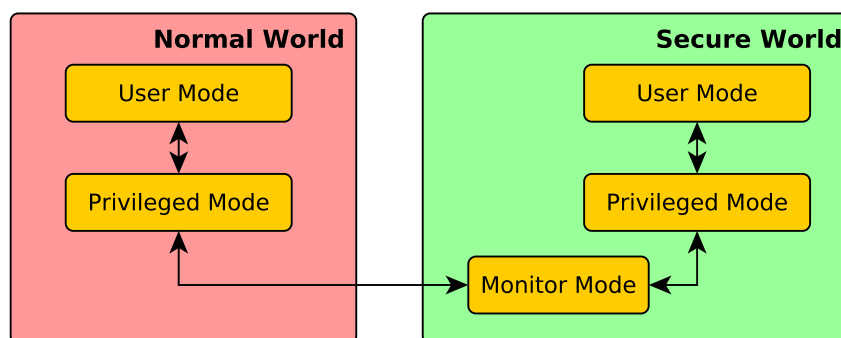 Normal World
User Mode
Privileged Mode
Secure World
User Mode
Privileged Mode
Monitor Mode